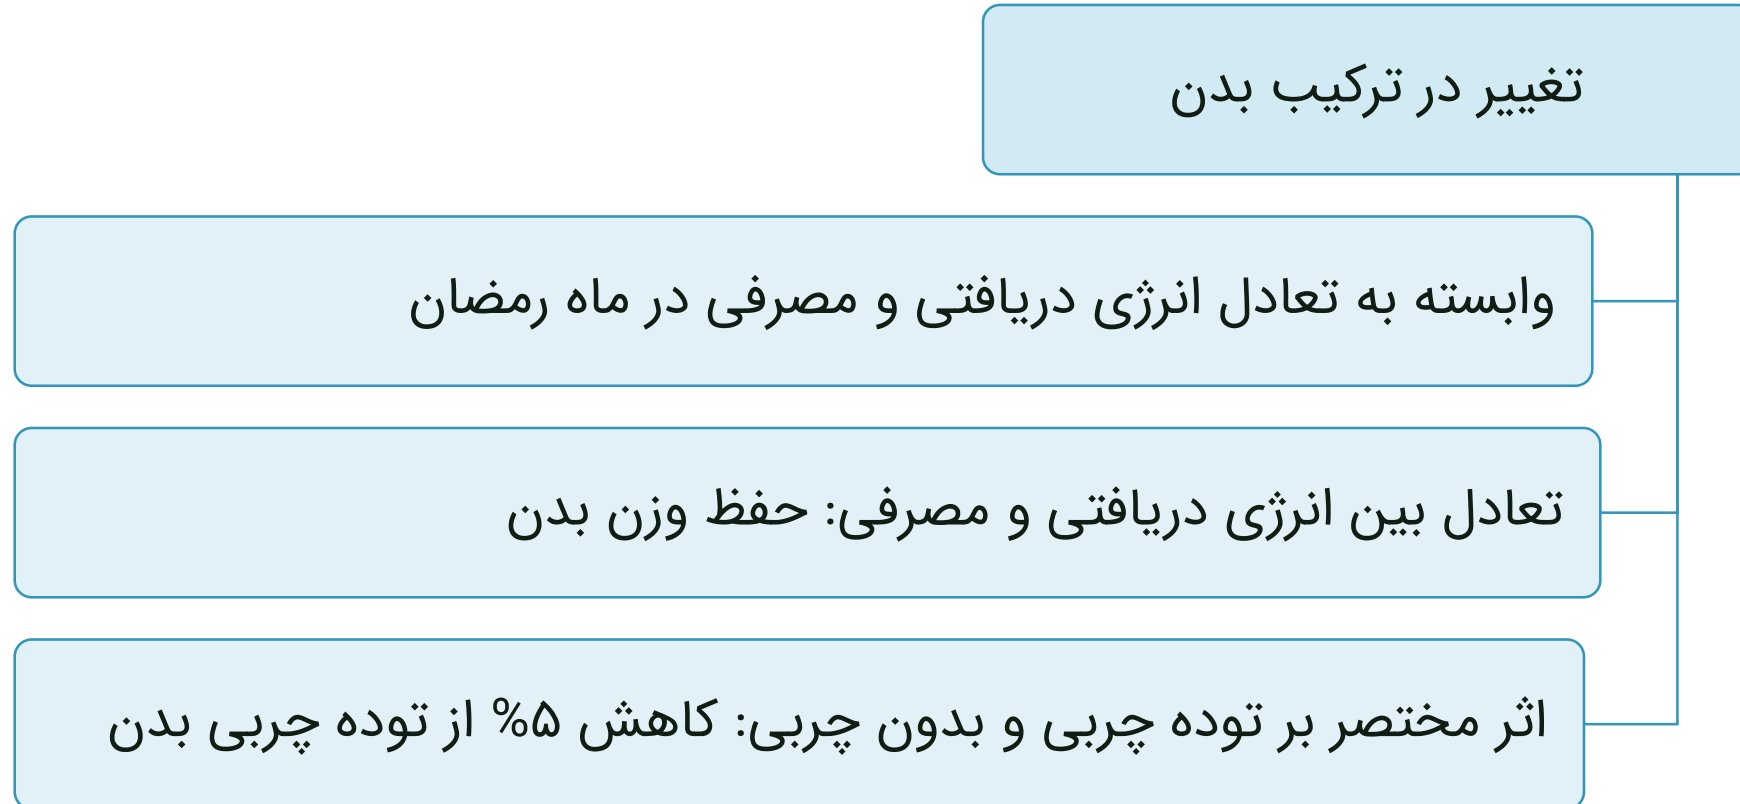 تغییر در ترکیب بدن
وابسته به تعادل انرژی دریافتی و مصرفی در ماه رمضان
تعادل بین انرژی دریافتی و مصرفی: حفظ وزن بدن
اثر مختصر بر توده چربی و بدون چربی: کاهش ۵% از توده چربی بدن